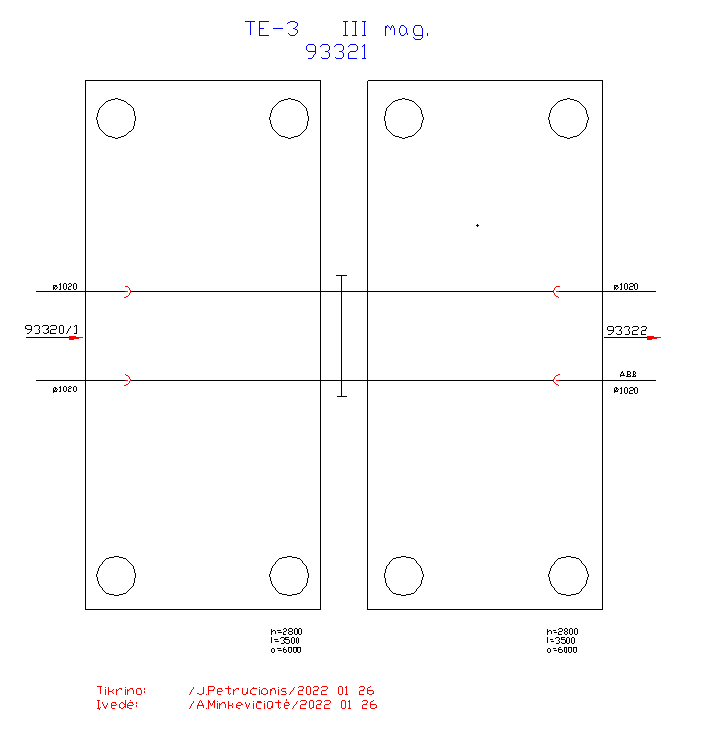 TE-3 III mag.
93321
ø1020
ø1020
93320/1
93322
ABB
ø1020
ø1020
h=2800
l=3500
a=6000
h=2800
l=3500
a=6000
Tikrino: /J.Petrucionis/2022 01 26
Ivedė: /A.Minkevičiatė/2022 01 26